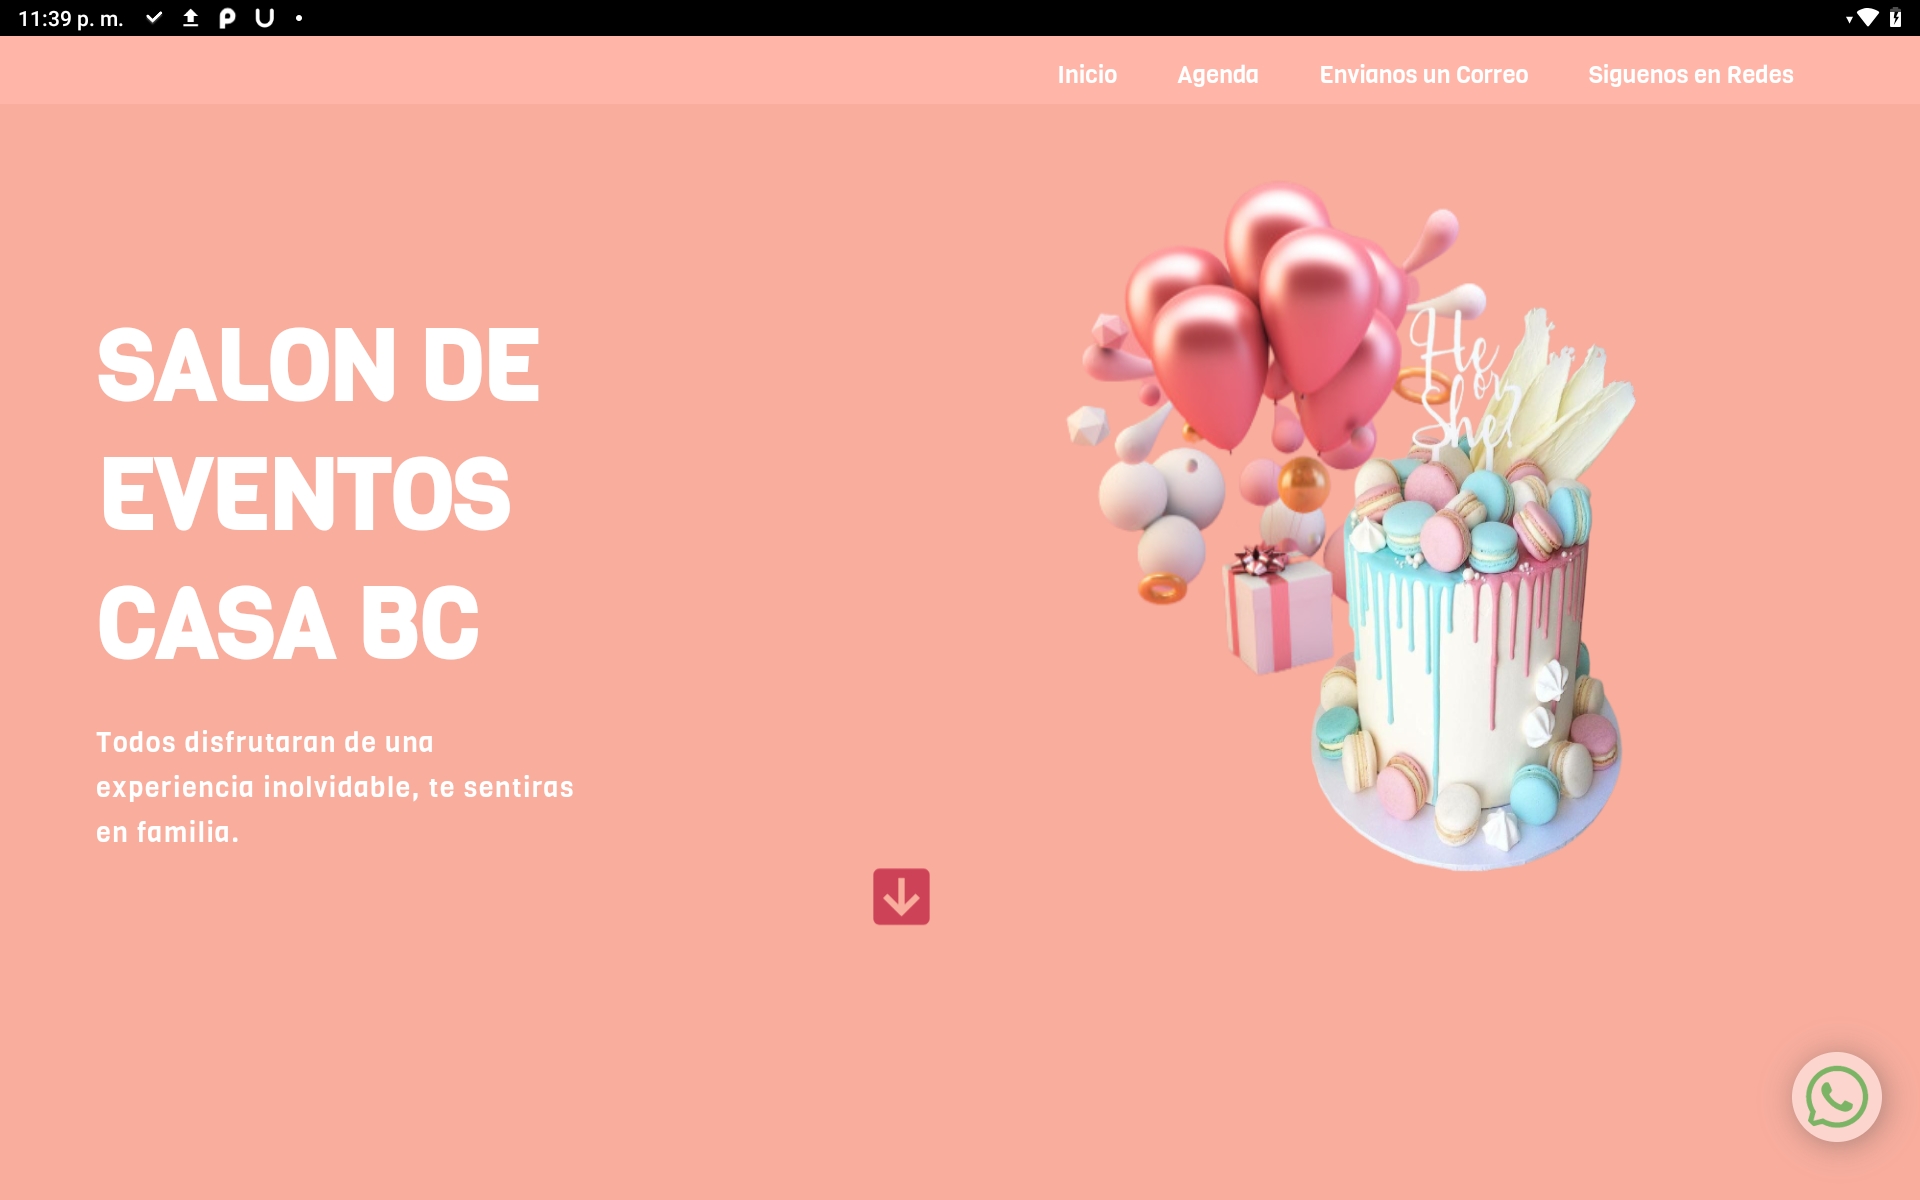 11:39 p. m.
Inicio Agenda Envianos un Correo Siguenos en Redes
He
or
She?
SALON DE
EVENTOS
CASA BC
Todos disfrutaran de una
experiencia inolvidable, te sentiras
en familia.